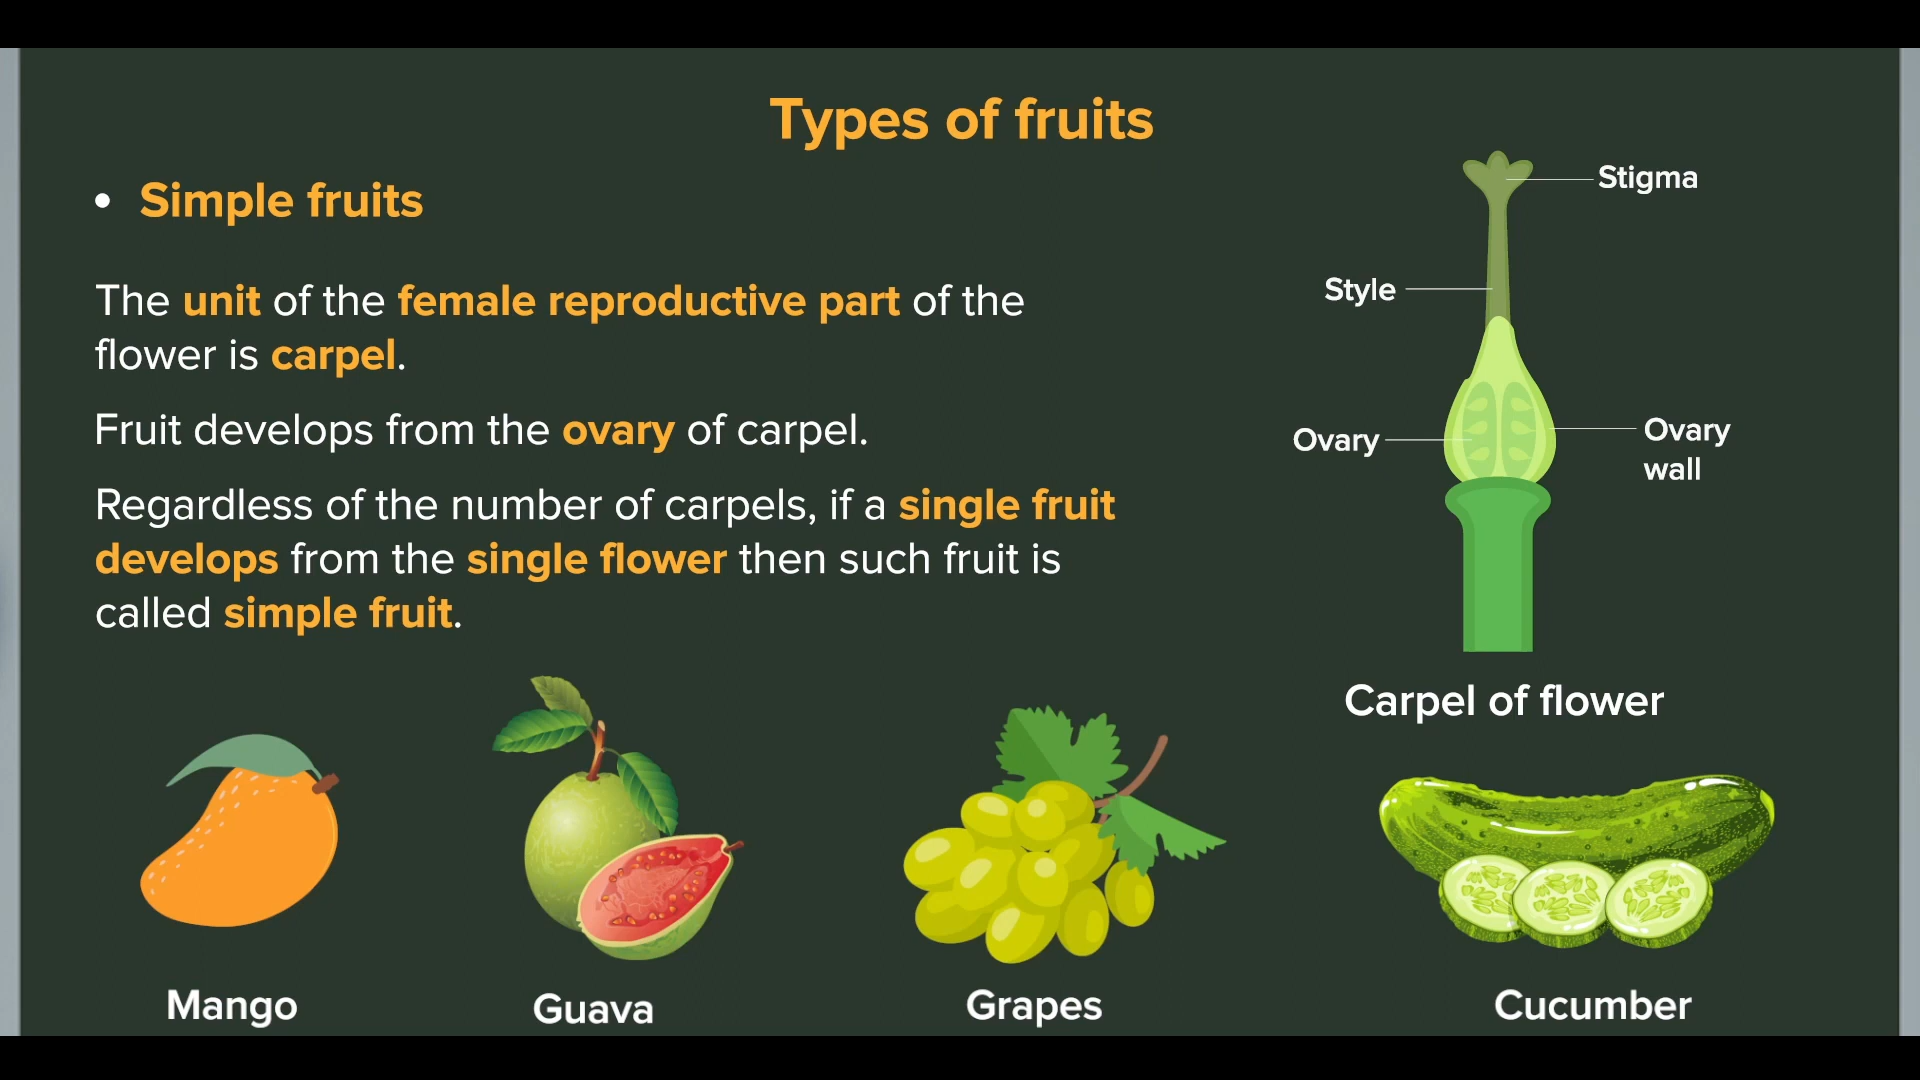 Types of fruits
• Simple fruits
The unit of the female reproductive part of the
flower is carpel.
Fruit develops from the ovary of carpel.
Regardless of the number of carpels, if a single fruit
develops from the single flower then such fruit is
called simple fruit.
Stigma
Style
Ovary
Ovary
wall
Carpel of flower
Mango
Guava
Grapes
Cucumber